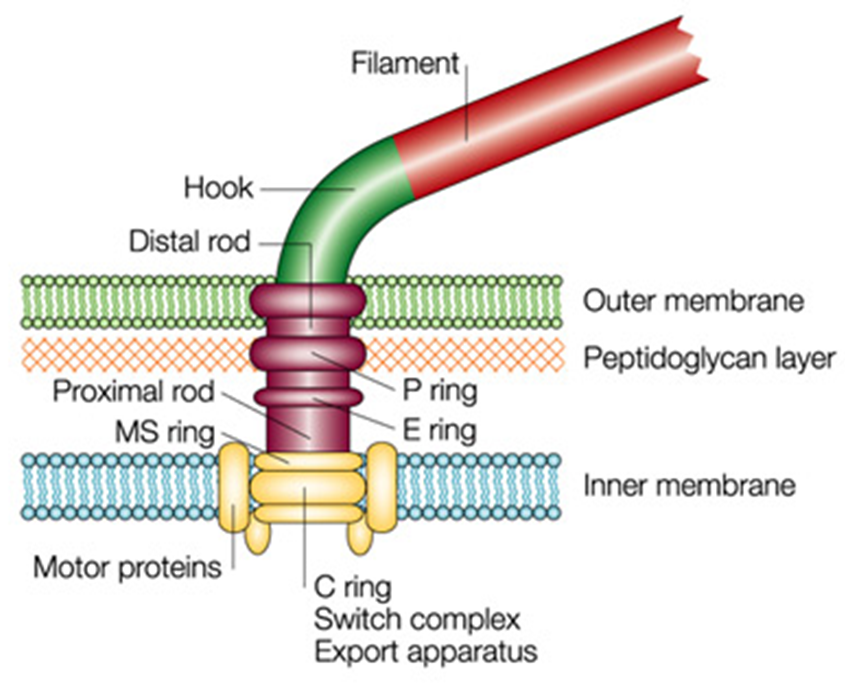 Filament
Hook
Distal rod
Outer membrane
Peptidoglycan layer
Proximal rod
P ring
MS ring
E ring
Inner membrane
Motor proteins
C ring
Switch complex
Export apparatus